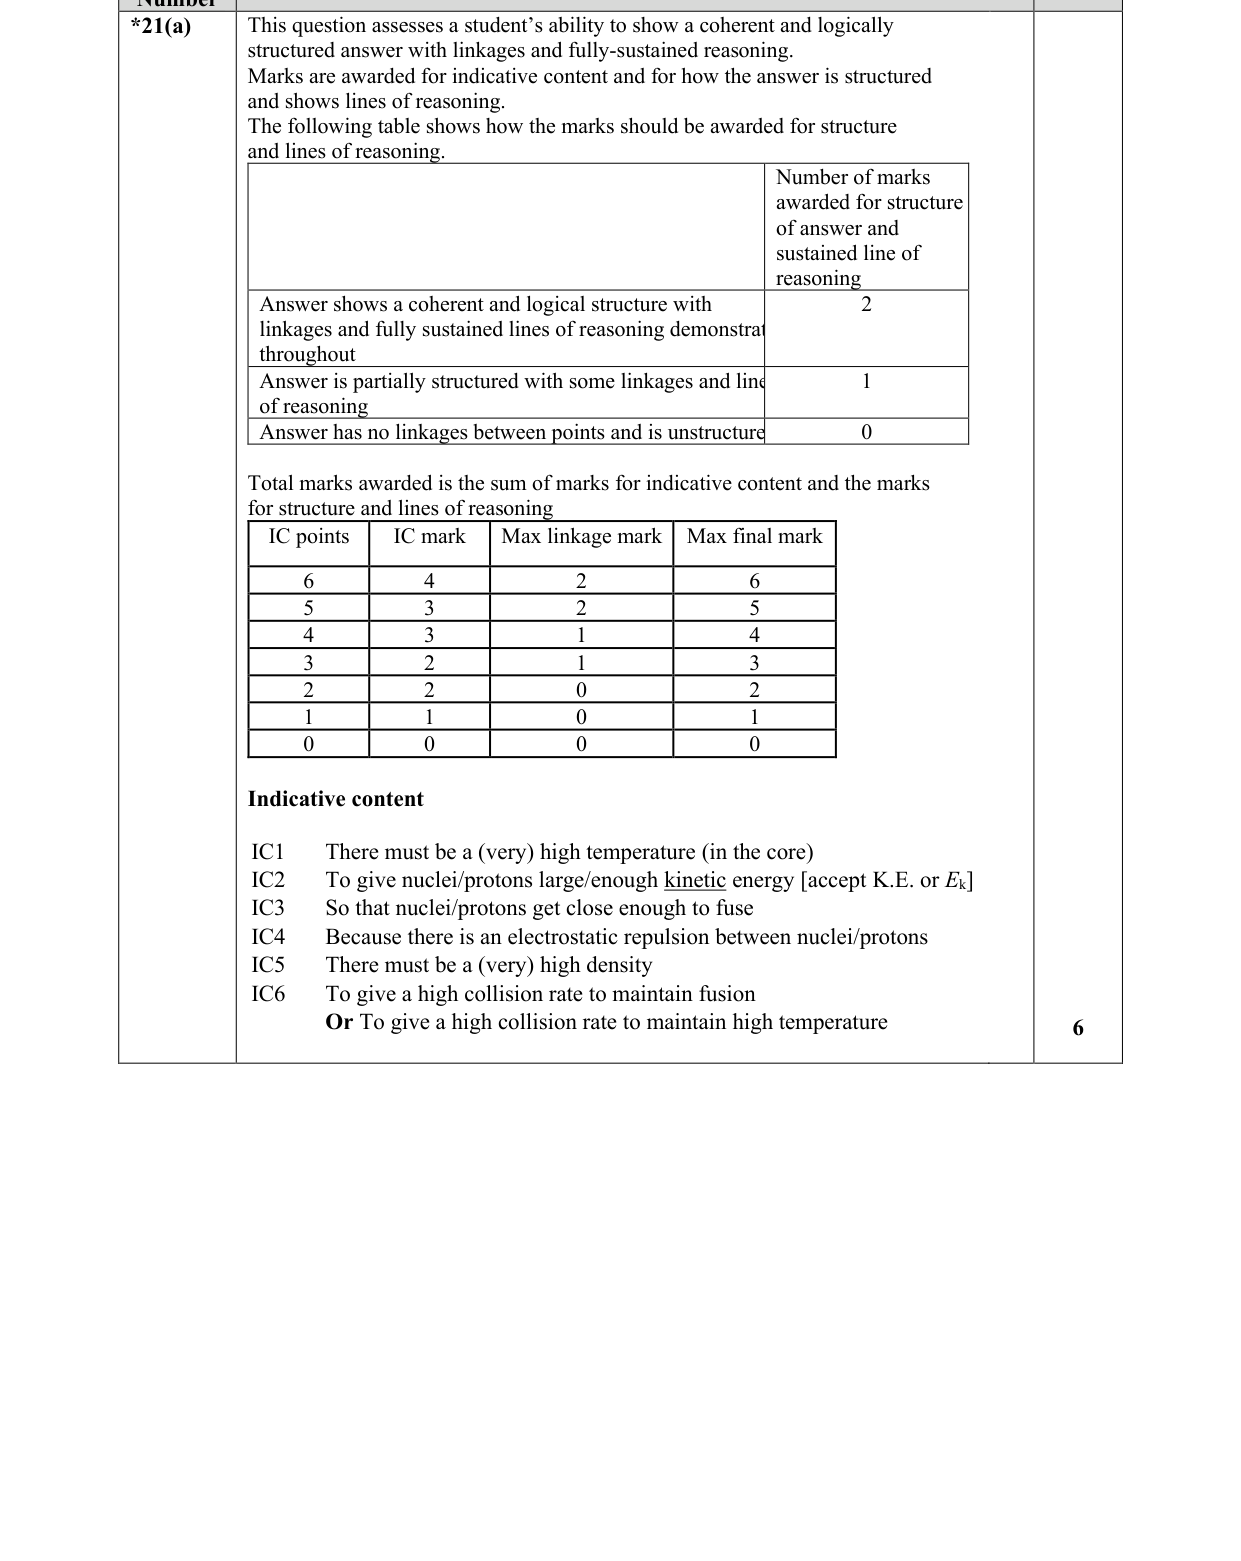 Number
*21(a)
This question assesses a student’s ability to show a coherent and logically
structured answer with linkages and fully-sustained reasoning.
Marks are awarded for indicative content and for how the answer is structured
and shows lines of reasoning.
The following table shows how the marks should be awarded for structure
and lines of reasoning.
Number of marks
awarded for structure
of answer and
sustained line of
reasoning
Answer shows a coherent and logical structure with 2
linkages and fully sustained lines of reasoning demonstrat
throughout
Answer is partially structured with some linkages and line 1
of reasoning
Answer has no linkages between points and is unstructure 0
Total marks awarded is the sum of marks for indicative content and the marks
for structure and lines of reasoning
IC points IC mark Max linkage mark Max final mark
6 4 2 6
5 3 2 5
4 3 1 4
3 2 1 3
2 2 0 2
1 1 0 1
0 0 0 0
Indicative content
IC1 There must be a (very) high temperature (in the core)
IC2 To give nuclei/protons large/enough kinetic energy [accept K.E. or Ek]
IC3 So that nuclei/protons get close enough to fuse
IC4 Because there is an electrostatic repulsion between nuclei/protons
IC5 There must be a (very) high density
IC6 To give a high collision rate to maintain fusion
Or To give a high collision rate to maintain high temperature
6